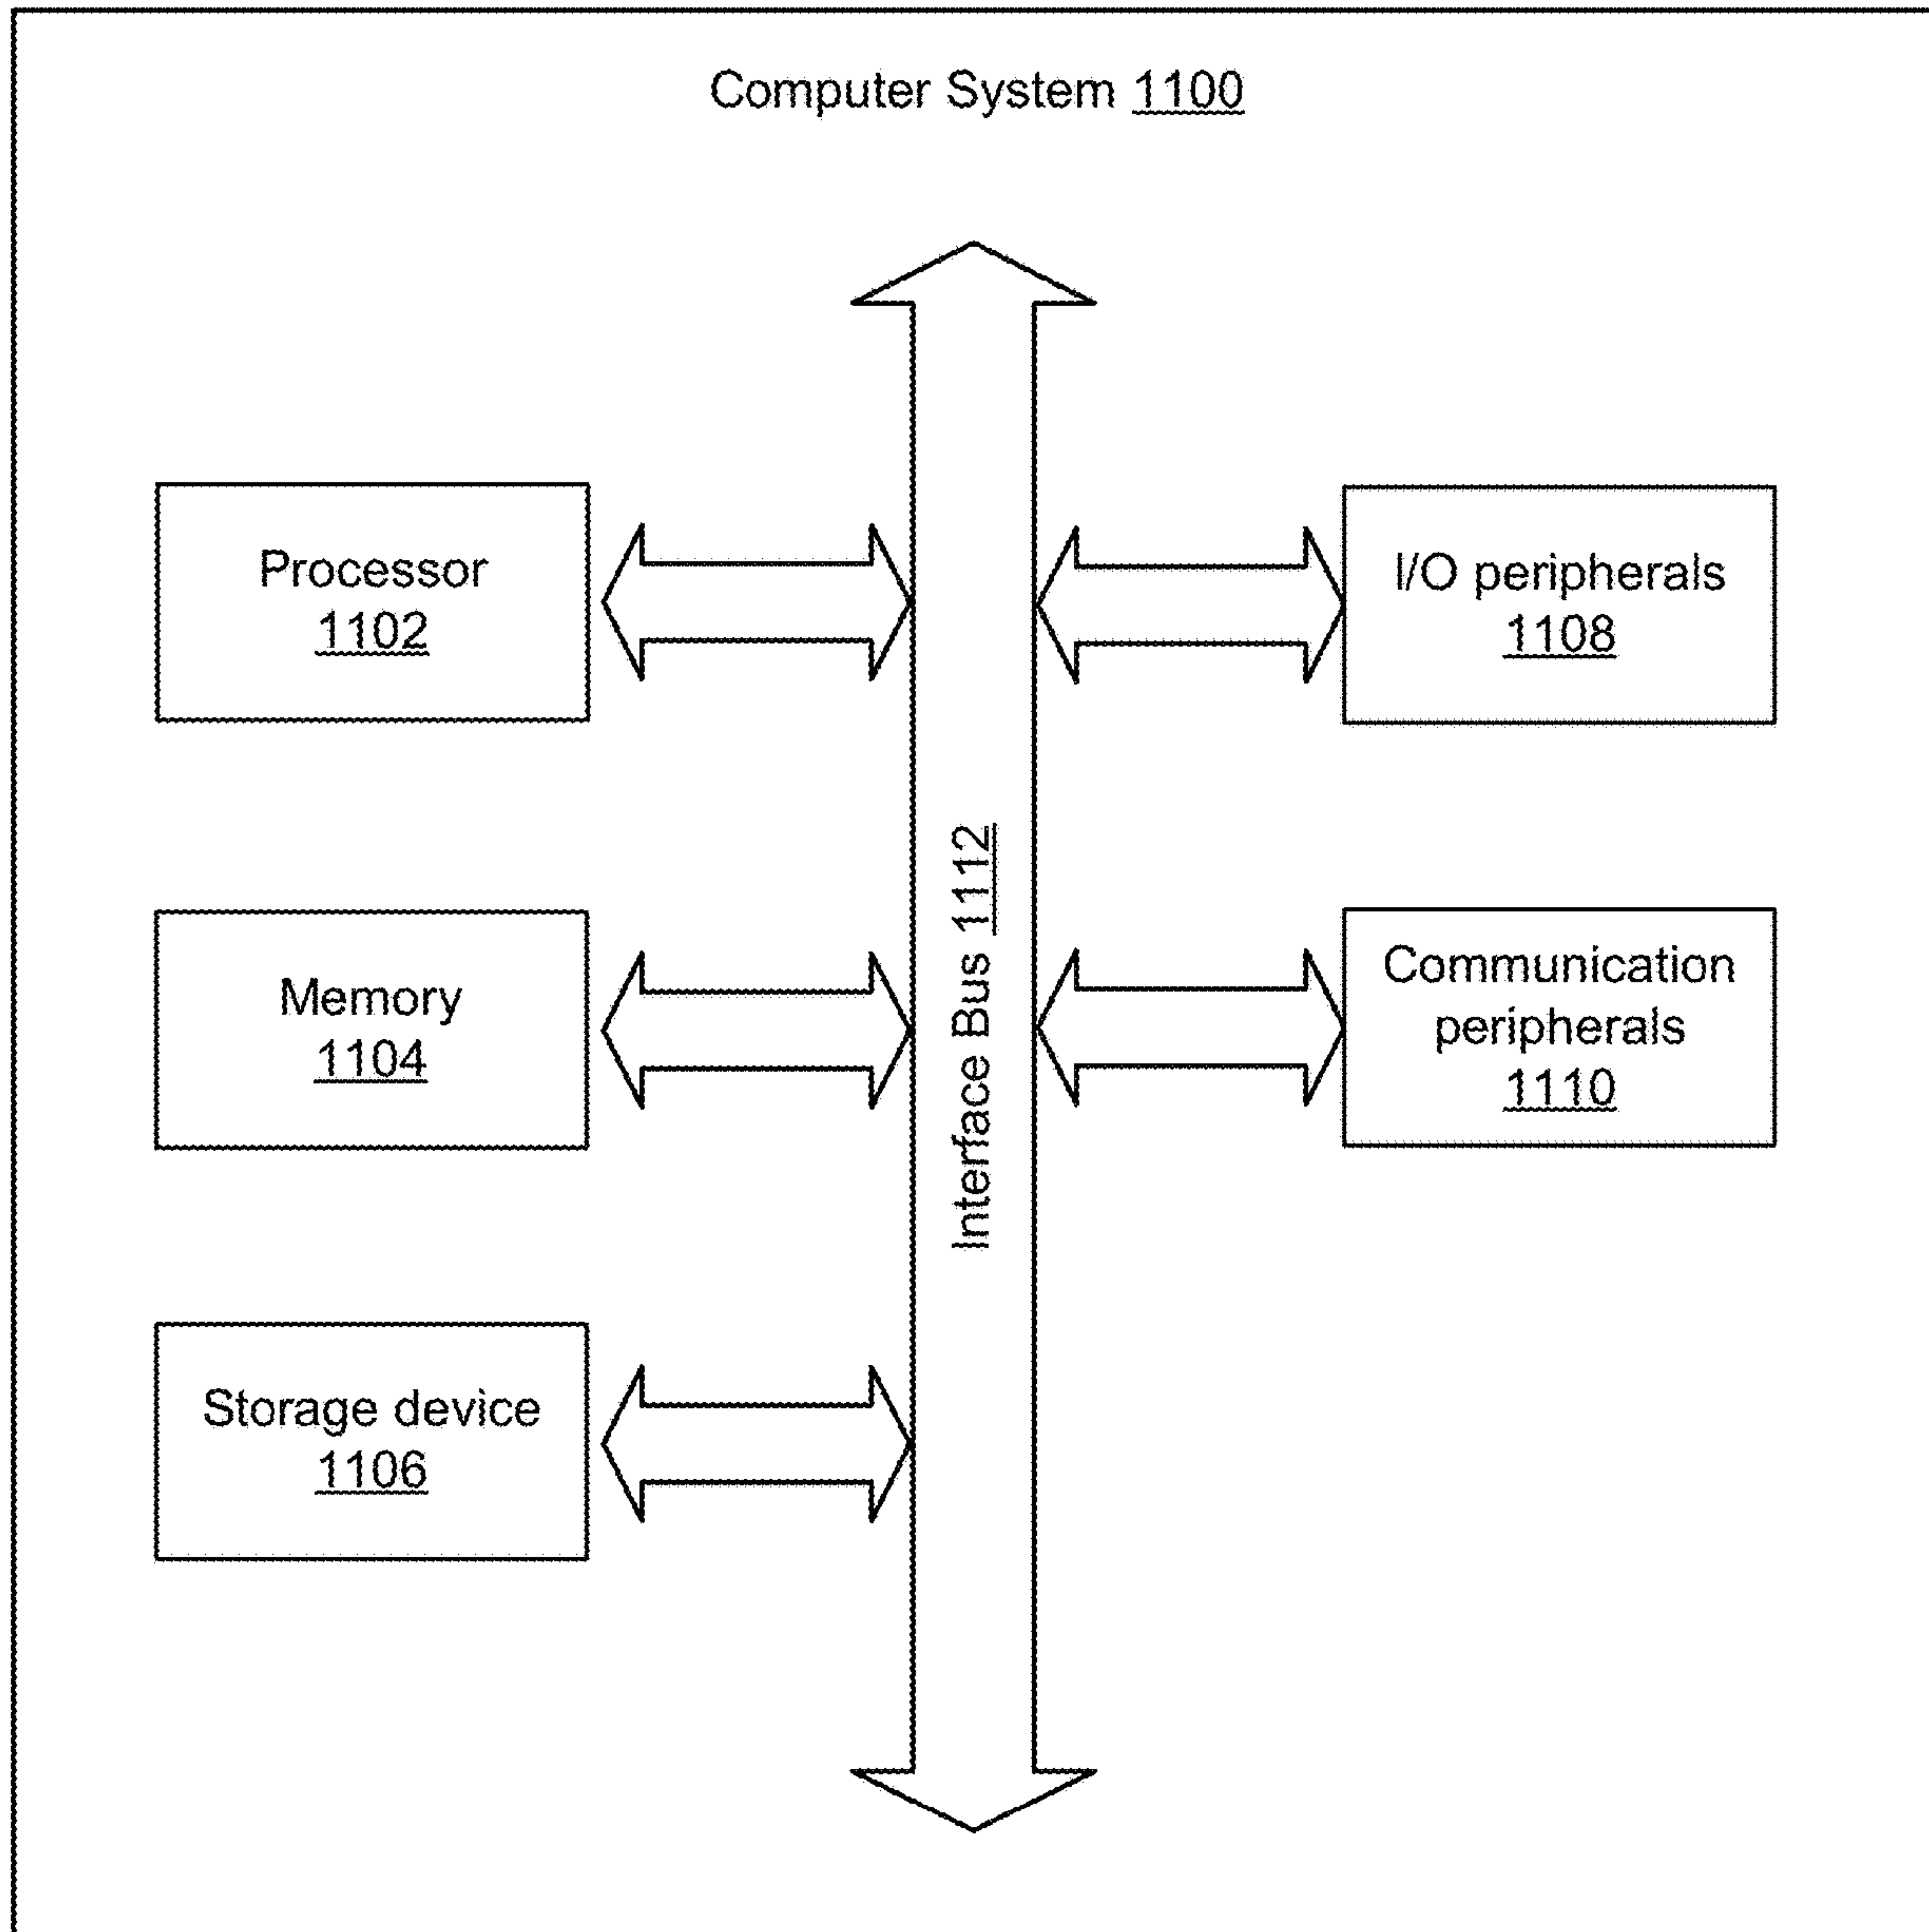 Computer System 1100
Processor
1102
Memory
1104
Storage device
1106
Interface Bus 1112
I/O peripherals
1108
Communication
peripherals
1110